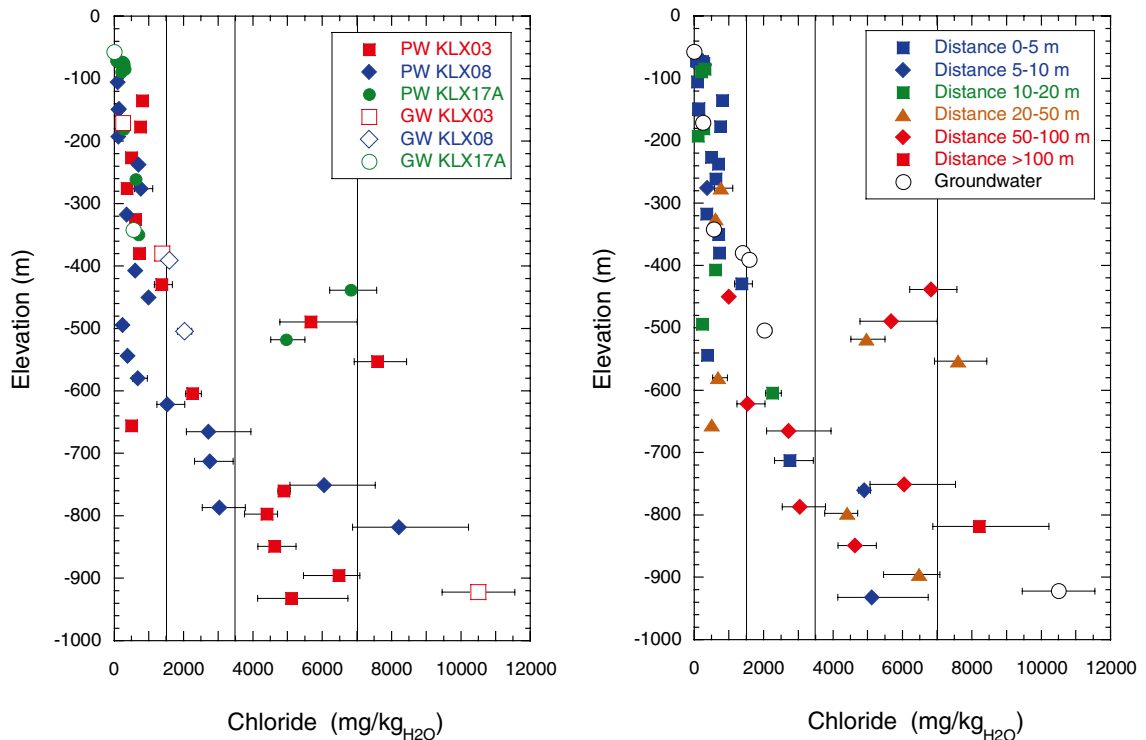 0
-100
-200
-300
-400
-500
-600
-700
-800
-900
-1000
Elevation (m)
PW KLX03
PW KLX08
PW KLX17A
GW KLX03
GW KLX08
GW KLX17A
0 2000 4000 6000 8000 10000 12000
Chloride (mg/kgH2O)
0
-100
-200
-300
-400
-500
-600
-700
-800
-900
-1000
Elevation (m)
Distance 0-5 m
Distance 5-10 m
Distance 10-20 m
Distance 20-50 m
Distance 50-100 m
Distance >100 m
Groundwater
0 2000 4000 6000 8000 10000 12000
Chloride (mg/kgH2O)